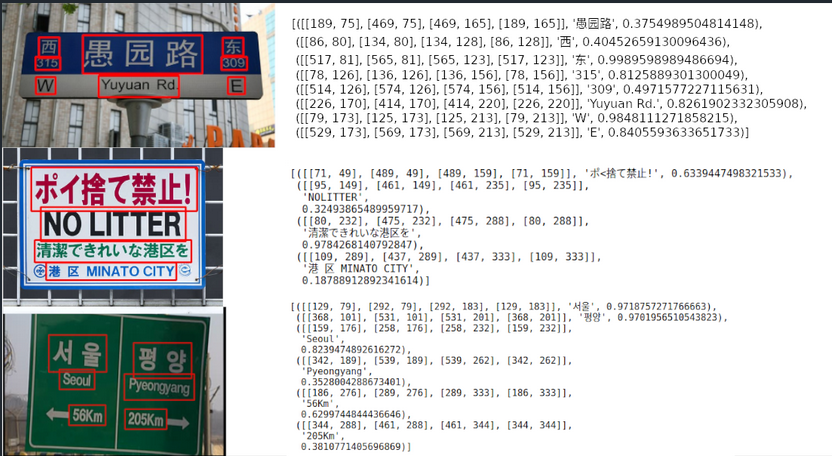 西 愚园路 东
315 309
W Yuyuan Rd. E
[([[189, 75], [469, 75], [469, 165], [189, 165]], '愚园路', 0.3754989504814148),
([[86, 80], [134, 80], [134, 128], [86, 128]], '西', 0.40452659130096436),
([[517, 81], [565, 81], [565, 123], [517, 123]], '东', 0.9989598989486694),
([[78, 126], [136, 126], [136, 156], [78, 156]], '315', 0.8125889301300049),
([[514, 126], [574, 126], [574, 156], [514, 156]], '309', 0.4971577227115631),
([[226, 170], [414, 170], [414, 220], [226, 220]], 'Yuyuan Rd.', 0.8261902332305908),
([[79, 173], [125, 173], [125, 213], [79, 213]], 'W', 0.9848111271858215),
([[529, 173], [569, 173], [569, 213], [529, 213]], 'E', 0.8405593633651733)]
ポイ捨て禁止!
NO LITTER
清潔できれいな港区を
港 区 MINATO CITY
[([[71, 49], [489, 49], [489, 159], [71, 159]], 'ポ<捨て禁止!', 0.6339447498321533),
([[95, 149], [461, 149], [461, 235], [95, 235]],
'NOLITTER',
0.32493865489959717),
([[80, 232], [475, 232], [475, 288], [80, 288]],
'清潔できれいな港区を',
0.9784268140792847),
([[109, 289], [437, 289], [437, 333], [109, 333]],
'港 区 MINATO CITY',
0.18788912892341614)]
서울 평양
Seoul Pyeongyang
56Km 205Km
[([[129, 79], [292, 79], [292, 183], [129, 183]], '서울', 0.9718757271766663),
([[368, 101], [531, 101], [531, 201], [368, 201]], '평양', 0.9701956510543823),
([[159, 176], [258, 176], [258, 232], [159, 232]],
'Seoul',
0.8239474892616272),
([[342, 189], [539, 189], [539, 262], [342, 262]],
'Pyeongyang',
0.3528004288673401),
([[186, 276], [289, 276], [289, 333], [186, 333]],
'56Km',
0.6299744844436646),
([[344, 288], [461, 288], [461, 344], [344, 344]],
'205Km',
0.3810771405696869)]